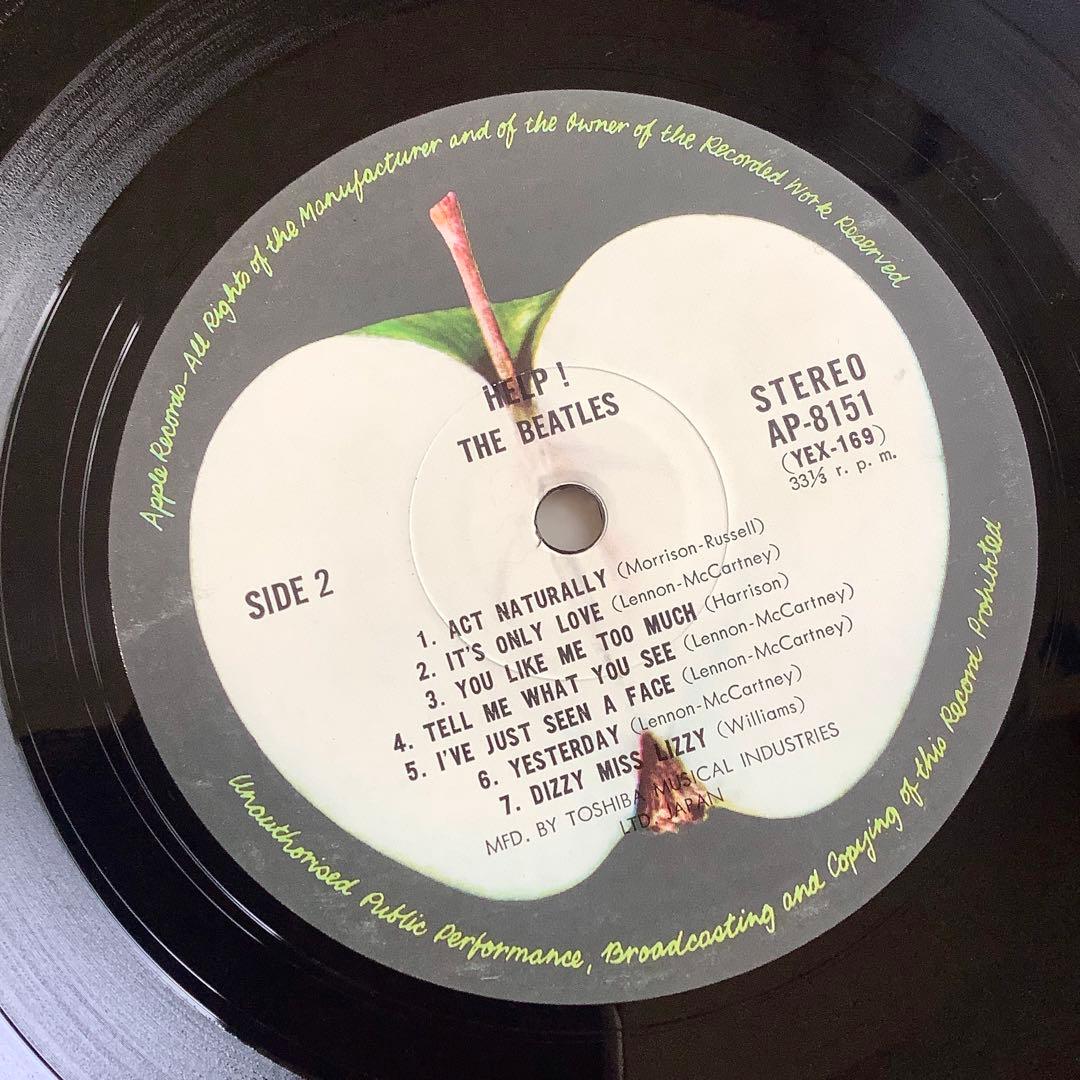 Apple Records-All Rights of the Manufacturer and of the Owner of the Recorded Work Reserved
HELP !
THE BEATLES
STEREO
AP-8151
(YEX-169)
33⅓ r. p. m.
SIDE 2
1. ACT NATURALLY (Morrison-Russell)
2. IT'S ONLY LOVE (Lennon-McCartney)
3. YOU LIKE ME TOO MUCH (Harrison)
4. TELL ME WHAT YOU SEE (Lennon-McCartney)
5. I'VE JUST SEEN A FACE (Lennon-McCartney)
6. YESTERDAY (Lennon-McCartney)
7. DIZZY MISS LIZZY (Williams)
MFD. BY TOSHIBA MUSICAL INDUSTRIES
LTD. JAPAN
Unauthorised Public Performance, Broadcasting and Copying of this Record Prohibited